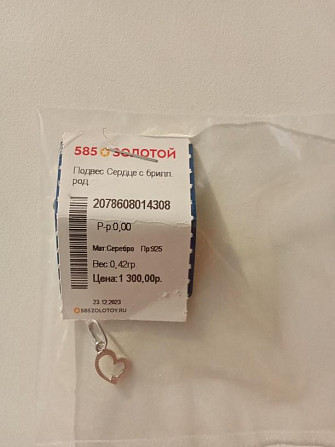 585 ЗОЛОТОЙ
Подвес Сердце с брилл.
род.
2078608014308
Р-р:0,00
Мат:Серебро Пр:925
Вес:0,42гр
Цена:1 300,00р.
23.12.2023
585ZOLOTOY.RU